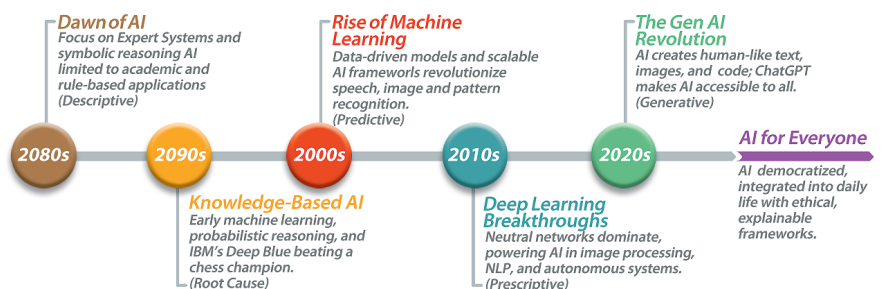 Dawn of AI
Focus on Expert Systems and
symbolic reasoning AI
limited to academic and
rule-based applications
(Descriptive)
Rise of Machine
Learning
Data-driven models and scalable
AI frameworls revolutionize
speech, image and pattern
recognition.
(Predictive)
The Gen AI
Revolution
AI creates human-like text,
images, and code; ChatGPT
makes AI accessible to all.
(Generative)
2080s
2090s
2000s
2010s
2020s
AI for Everyone
AI democratized,
integrated into daily
life with ethical,
explainable
frameworks.
Knowledge-Based AI
Early machine learning,
probabilistic reasoning, and
IBM's Deep Blue beating a
chess champion.
(Root Cause)
Deep Learning
Breakthroughs
Neutral networks dominate,
powering AI in image processing,
NLP, and autonomous systems.
(Prescriptive)